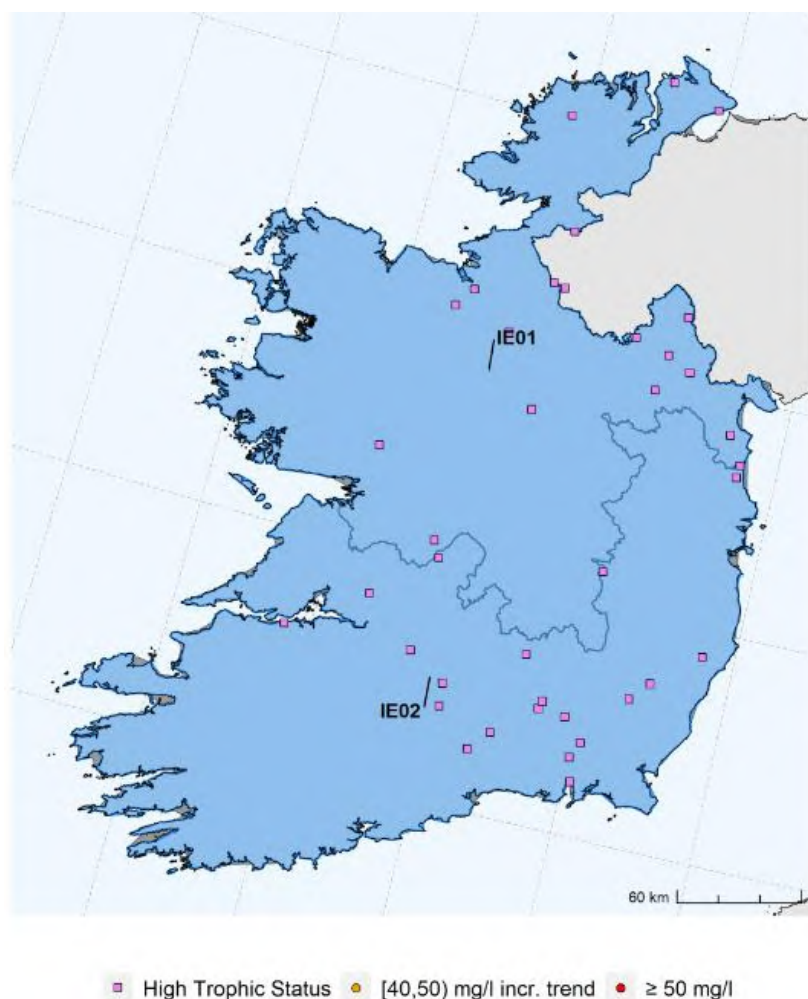 IE01
IE02
60 km
High Trophic Status [40,50) mg/l incr. trend ≥ 50 mg/l